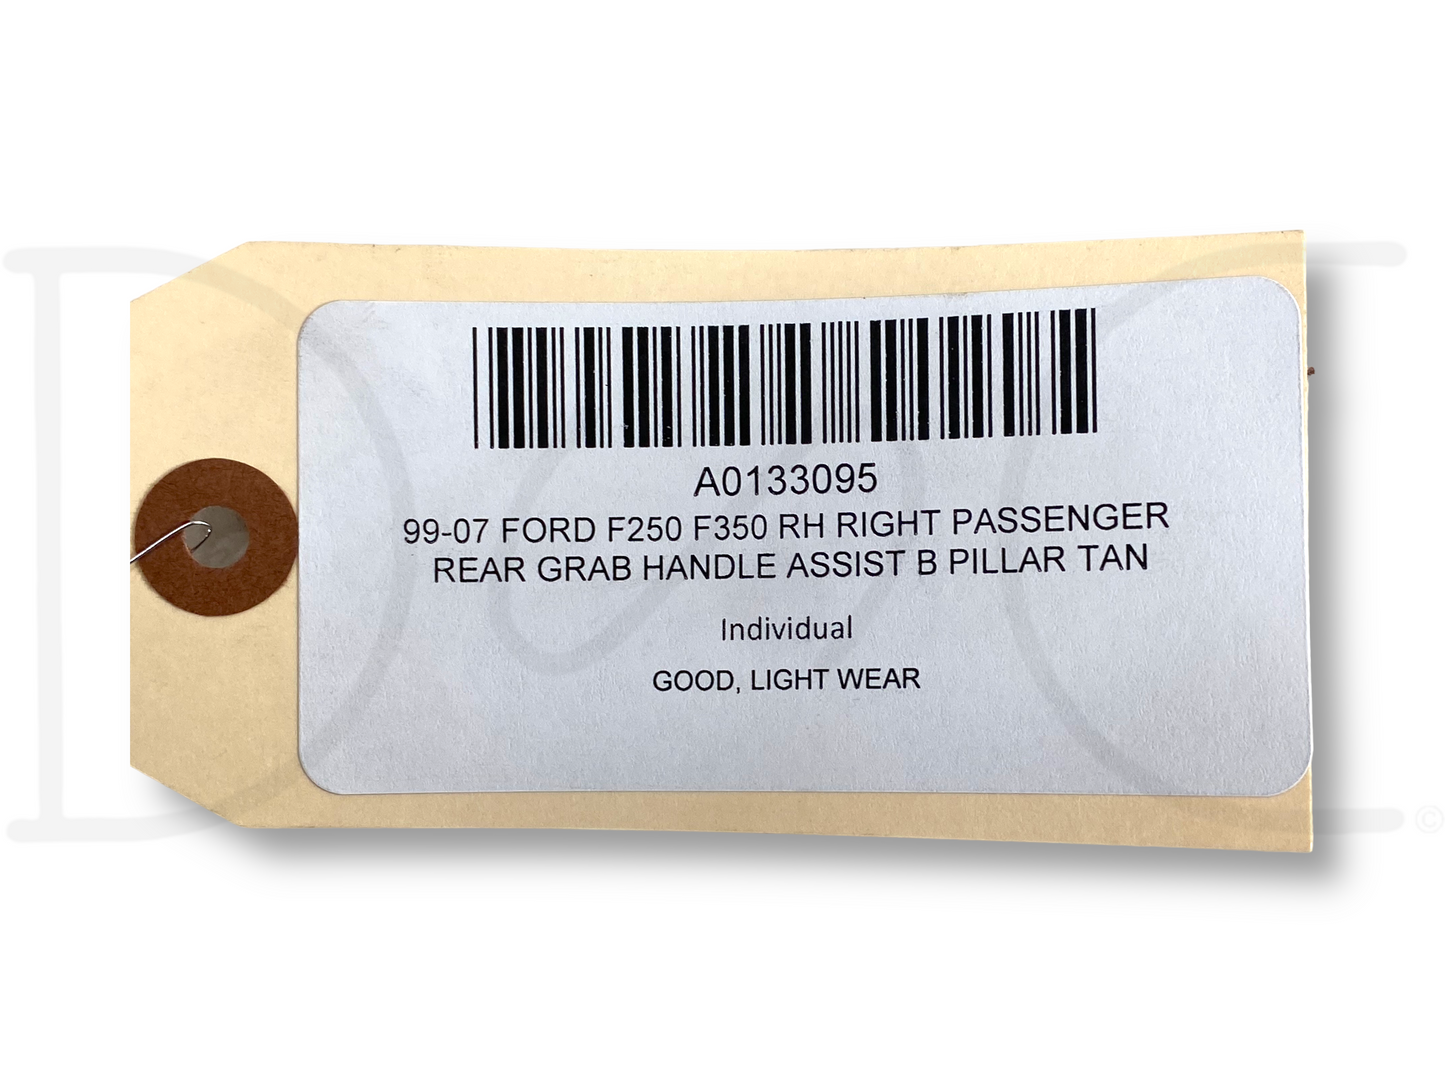 A0133095
99-07 FORD F250 F350 RH RIGHT PASSENGER
REAR GRAB HANDLE ASSIST B PILLAR TAN
Individual
GOOD, LIGHT WEAR
©